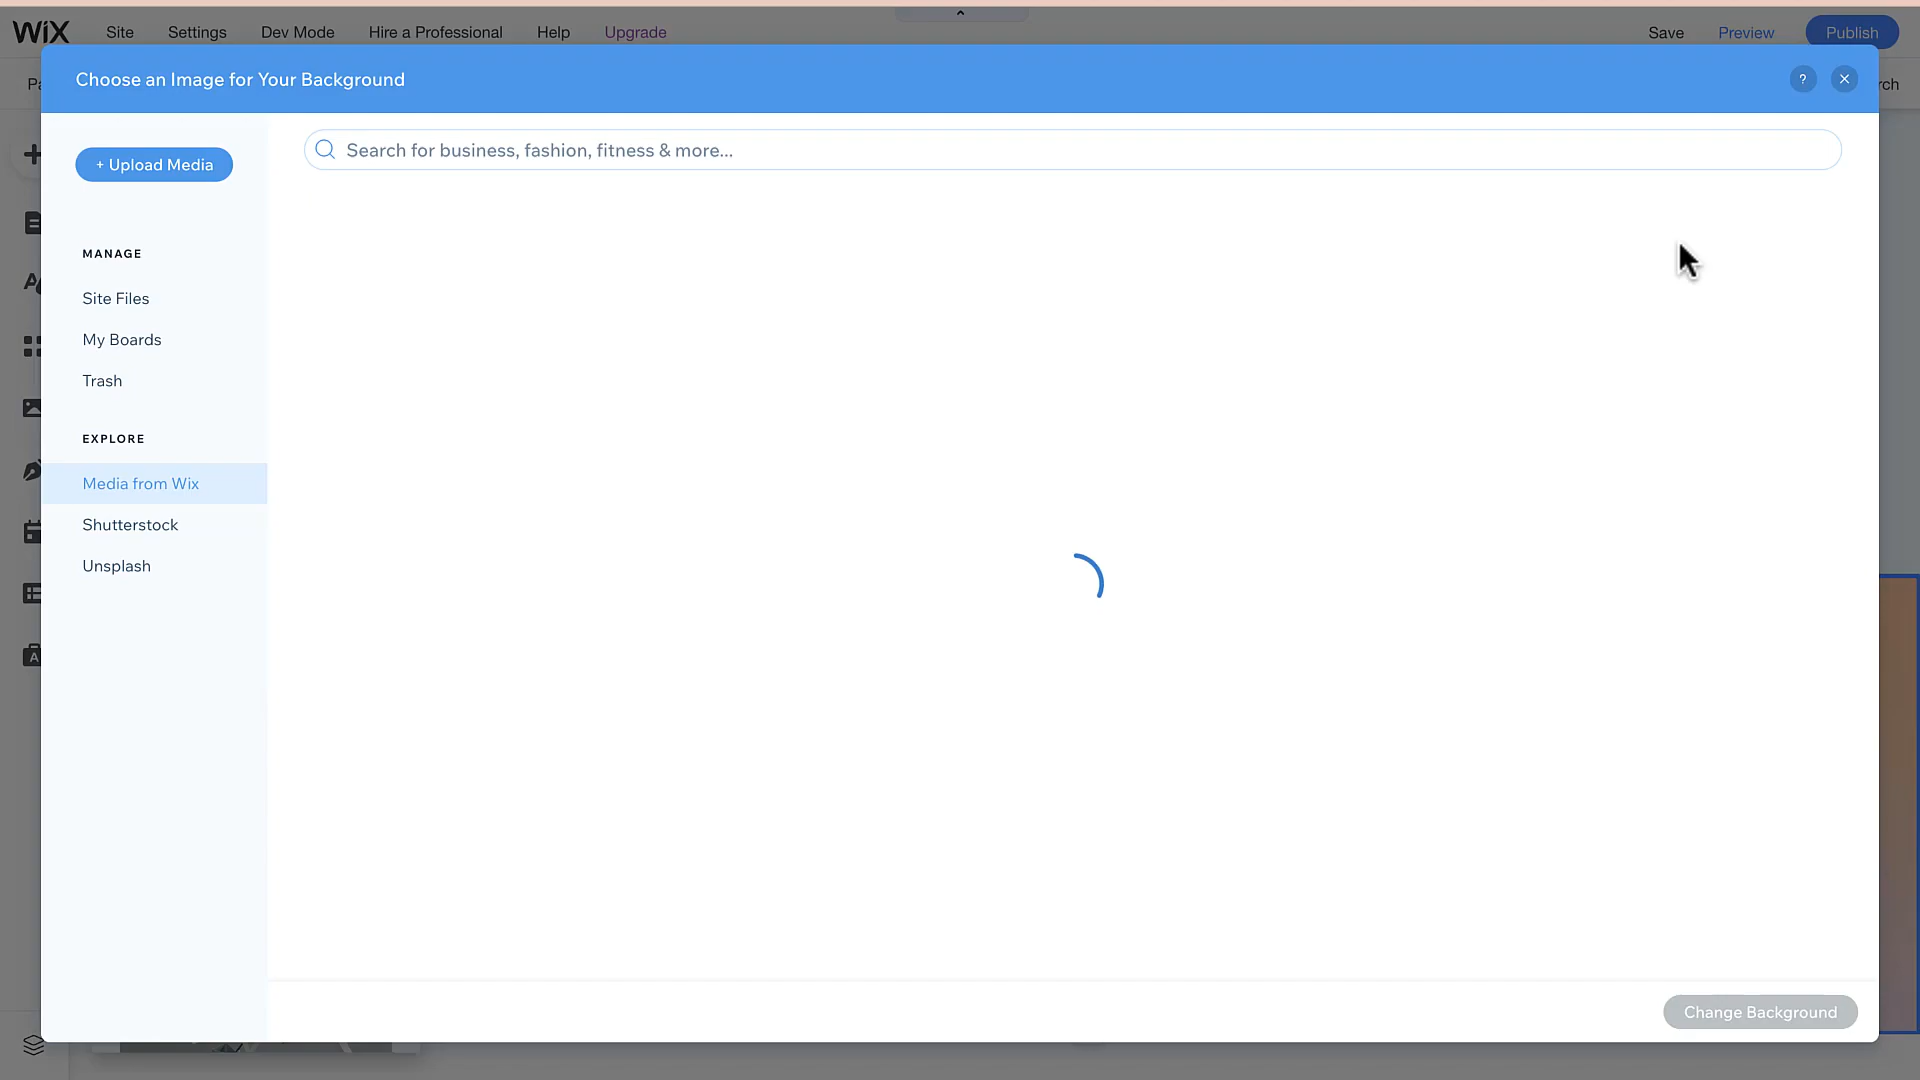 WiX Site Settings Dev Mode Hire a Professional Help Upgrade Save Preview Publish
Choose an Image for Your Background ?
+ Upload Media
Search for business, fashion, fitness & more...
MANAGE
Site Files
My Boards
Trash
EXPLORE
Media from Wix
Shutterstock
Unsplash
Change Background